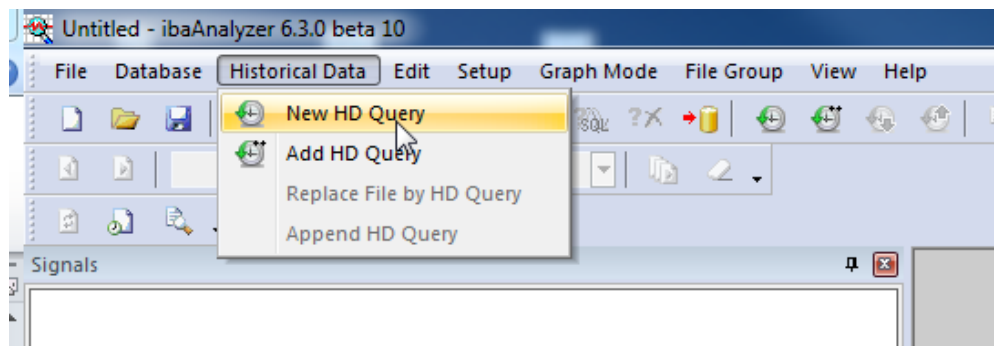 Untitled - ibaAnalyzer 6.3.0 beta 10
File Database Historical Data Edit Setup Graph Mode File Group View Help
New HD Query
SQL
Add HD Query
Replace File by HD Query
Append HD Query
Signals